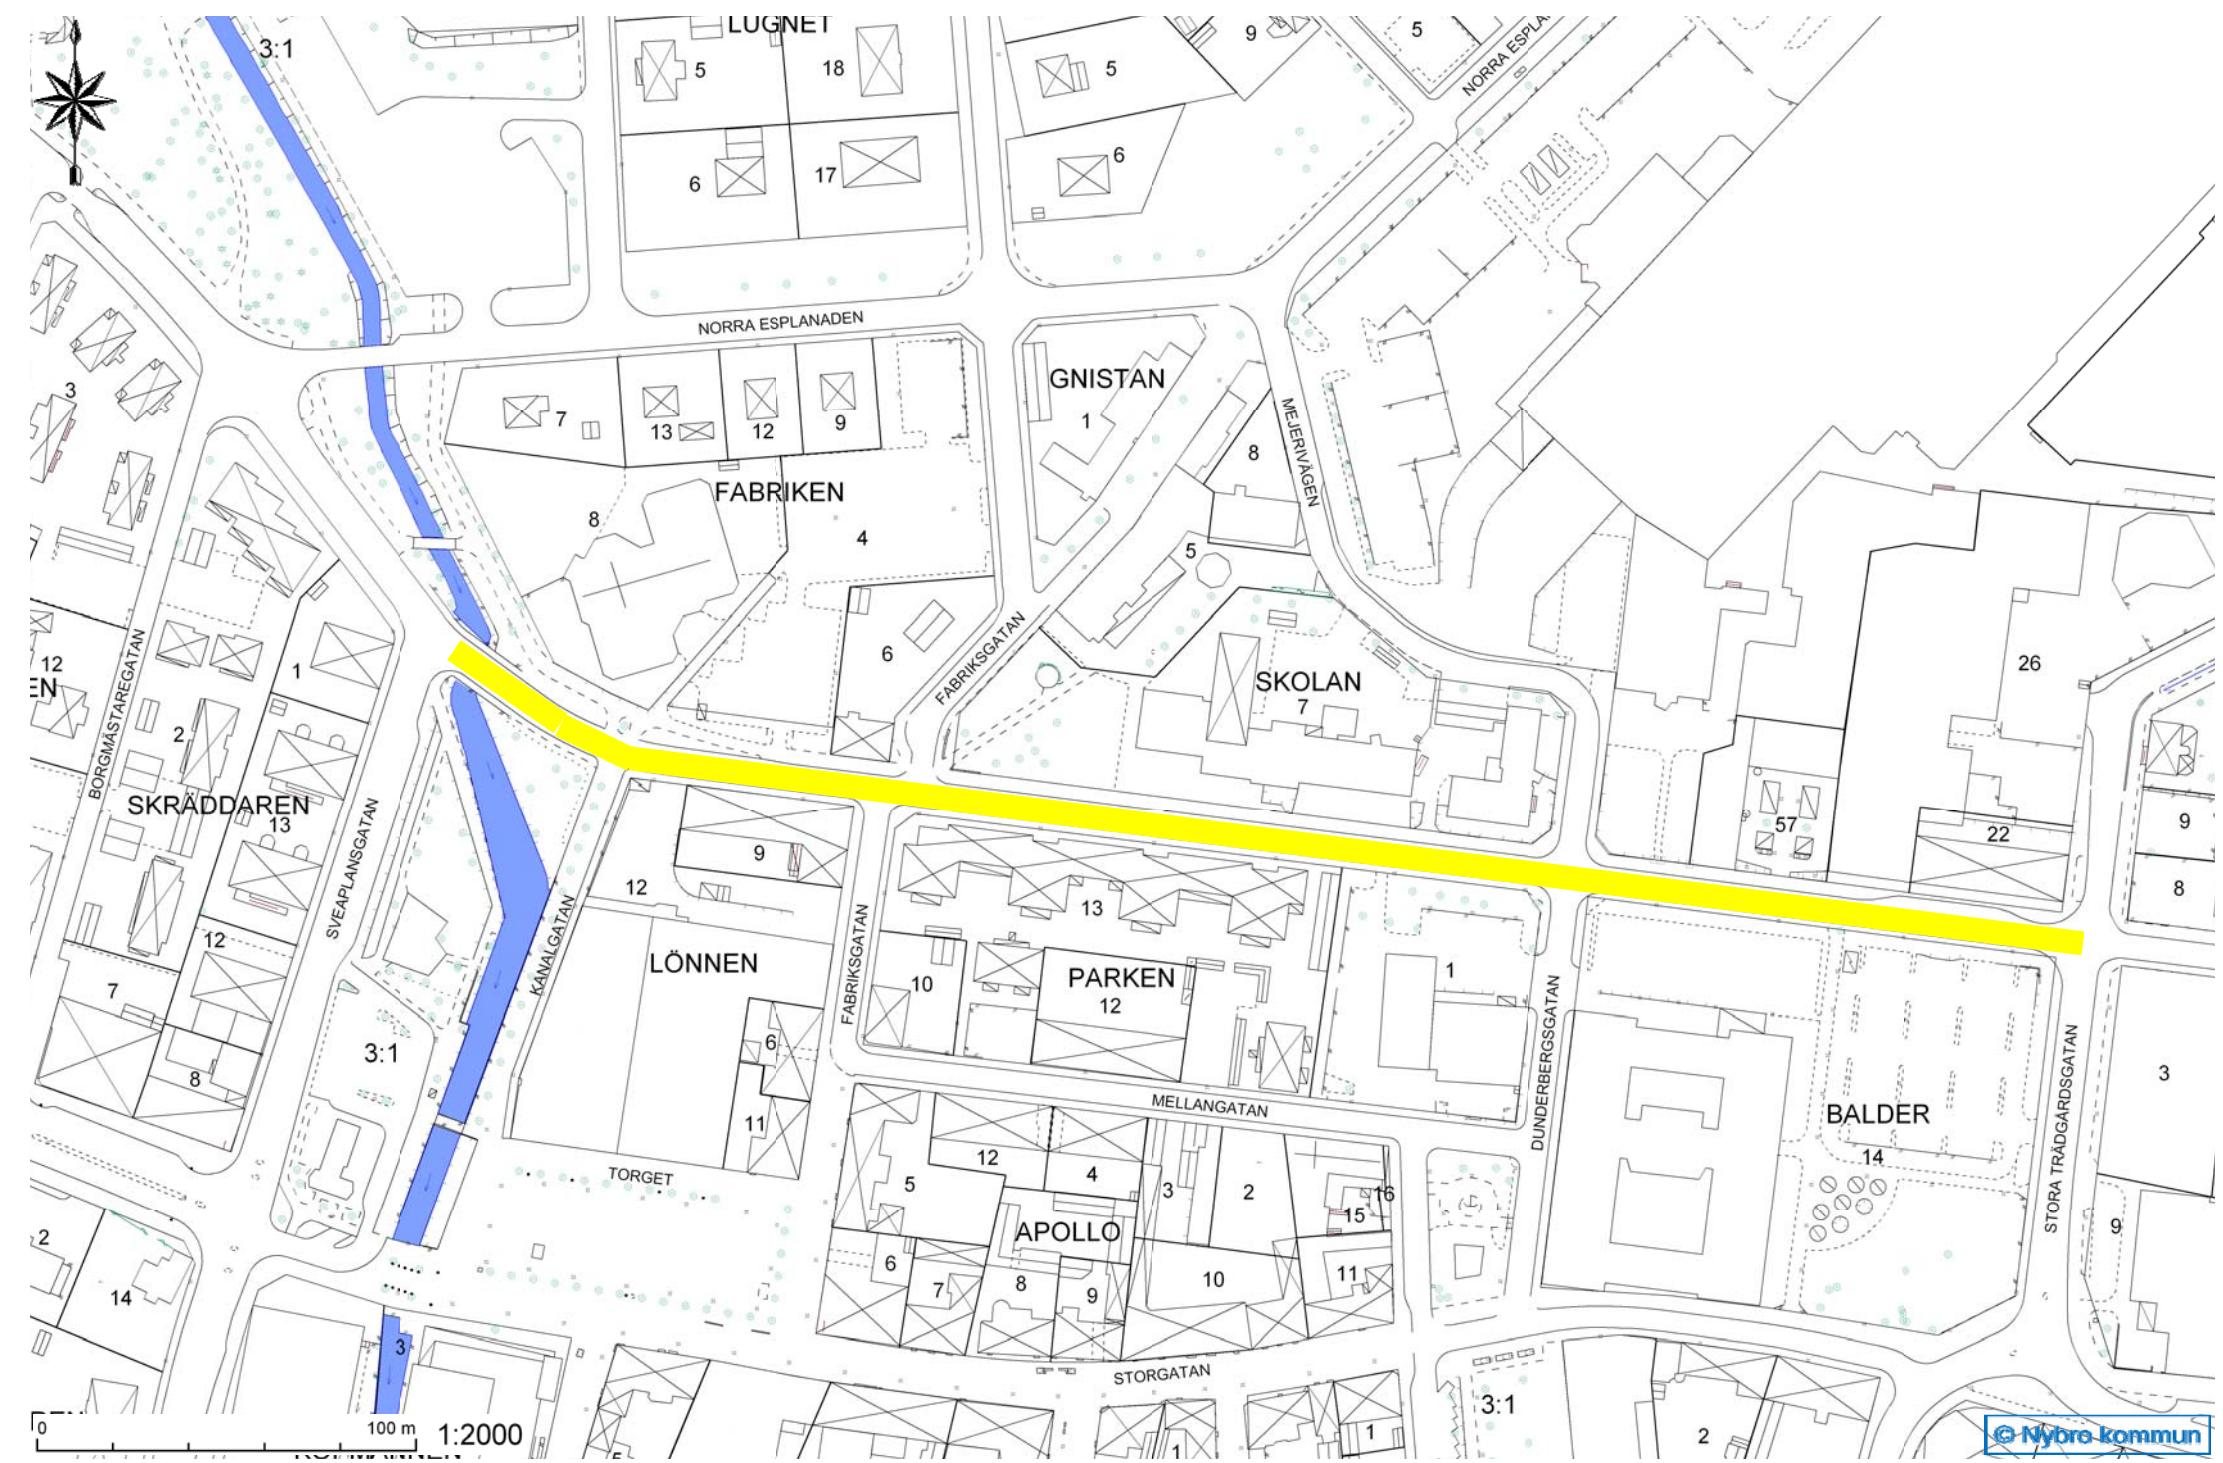 LUGNET
3:1
5
18
5
9
5
NORRA ESPLA
6
17
6
NORRA ESPLANADEN
3
7
13
12
9
GNISTAN
1
MEJERIVÄGEN
8
FABRIKEN
8
4
5
BORGMÄSTAREGATAN
12
EN
1
6
FABRIKSGATAN
SKOLAN
7
26
2
SKRÄDDAREN
13
SVEAPLANSGATAN
57
22
9
9
12
8
KANALGATAN
LÖNNEN
FABRIKSGATAN
13
12
7
10
PARKEN
12
1
DUNDERBERGSGATAN
3:1
6
8
11
MELLANGATAN
BALDER
14
STORA TRÄDGÅRDSGATAN
3
TORGET
12
4
5
3
2
16
15
APOLLO
9
2
14
6
7
8
9
10
11
3
STORGATAN
3:1
1
1
2
0
100 m
1:2000
© Nybro kommun